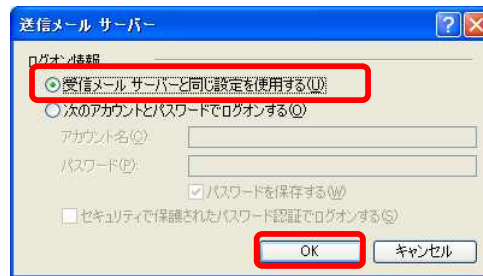 送信メール サーバー
ログオン情報
受信メール サーバーと同じ設定を使用する(U)
次のアカウントとパスワードでログオンする(O)
アカウント名(C):
パスワード(P):
パスワードを保存する(W)
セキュリティで保護されたパスワード認証でログオンする(S)
OK キャンセル